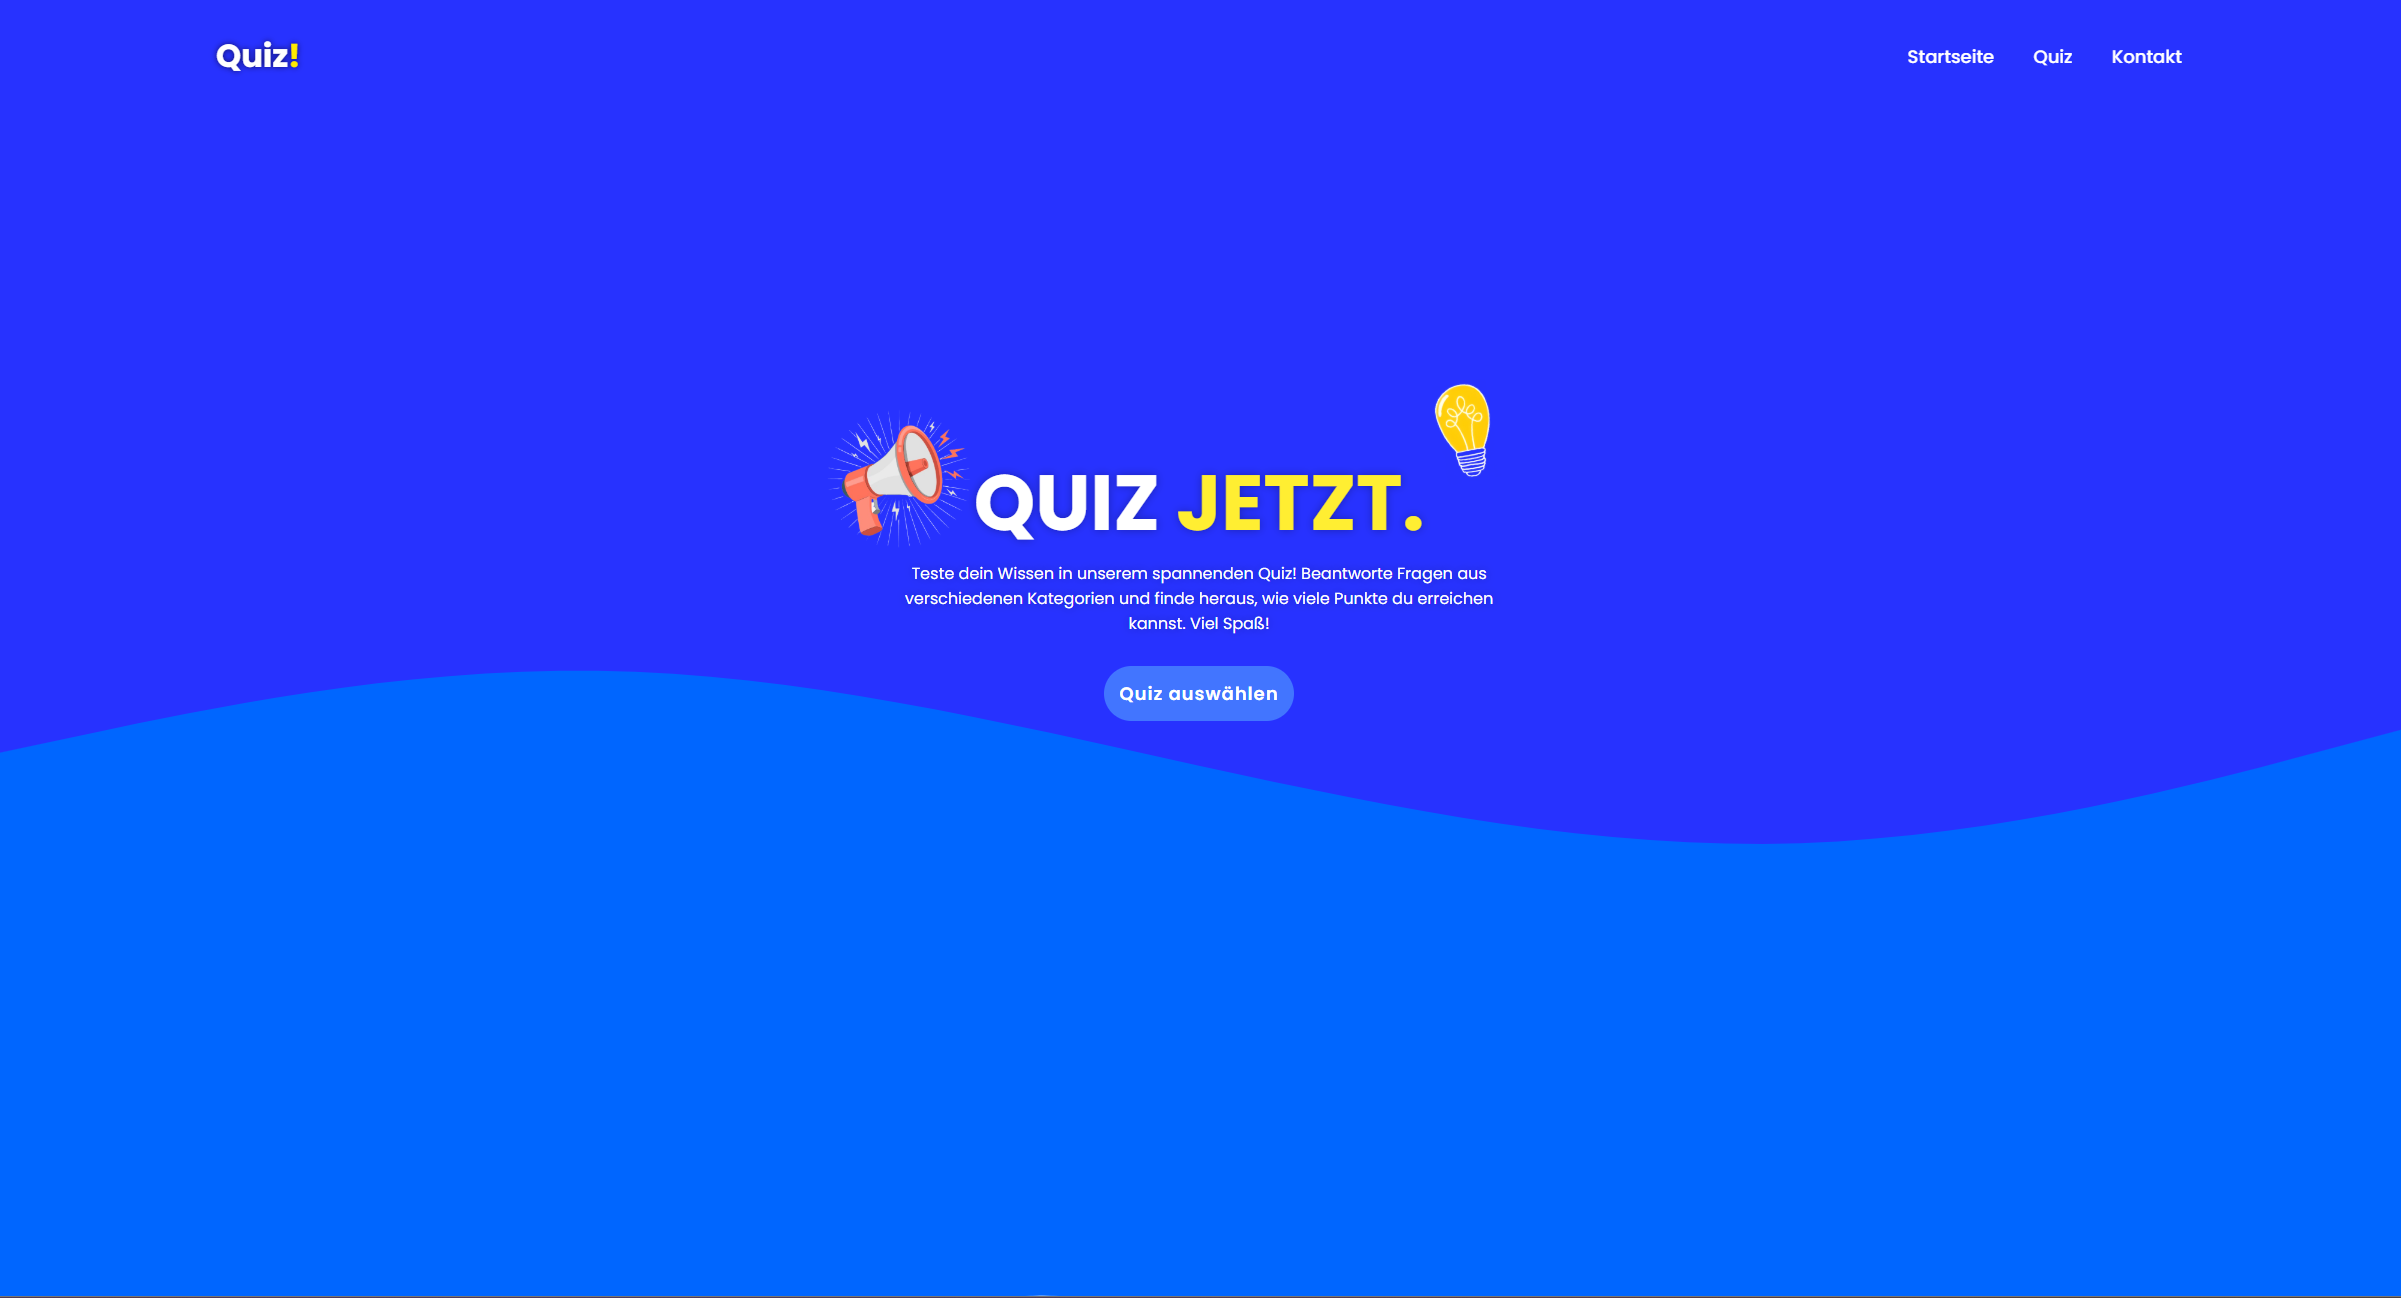 Quiz!
Startseite
Quiz
Kontakt
QUIZ JETZT.
Teste dein Wissen in unserem spannenden Quiz! Beantworte Fragen aus
verschiedenen Kategorien und finde heraus, wie viele Punkte du erreichen
kannst. Viel Spaß!
Quiz auswählen